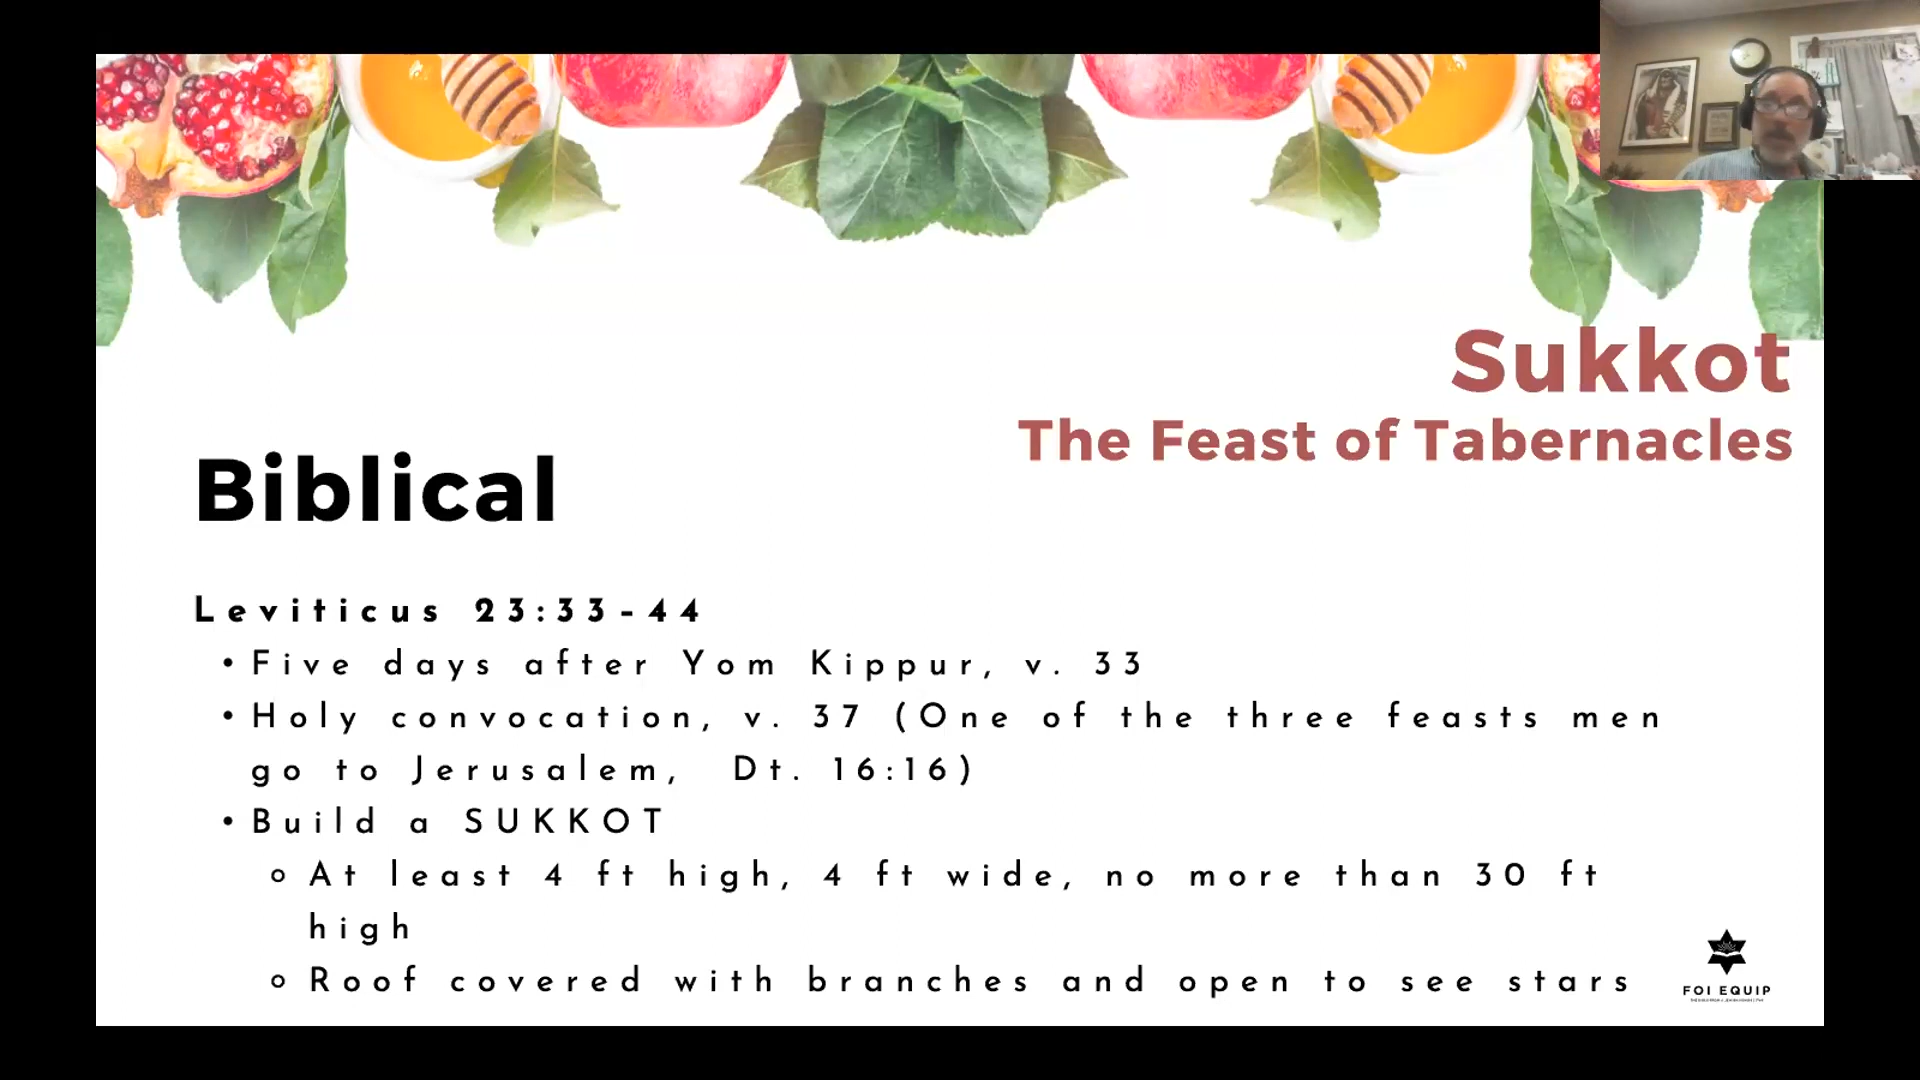 Sukkot
The Feast of Tabernacles
Biblical
Leviticus 23:33-44
• Five days after Yom Kippur, v. 33
• Holy convocation, v. 37 (One of the three feasts men
go to Jerusalem, Dt. 16:16)
• Build a SUKKOT
○ At least 4 ft high, 4 ft wide, no more than 30 ft
high
○ Roof covered with branches and open to see stars
FOI EQUIP